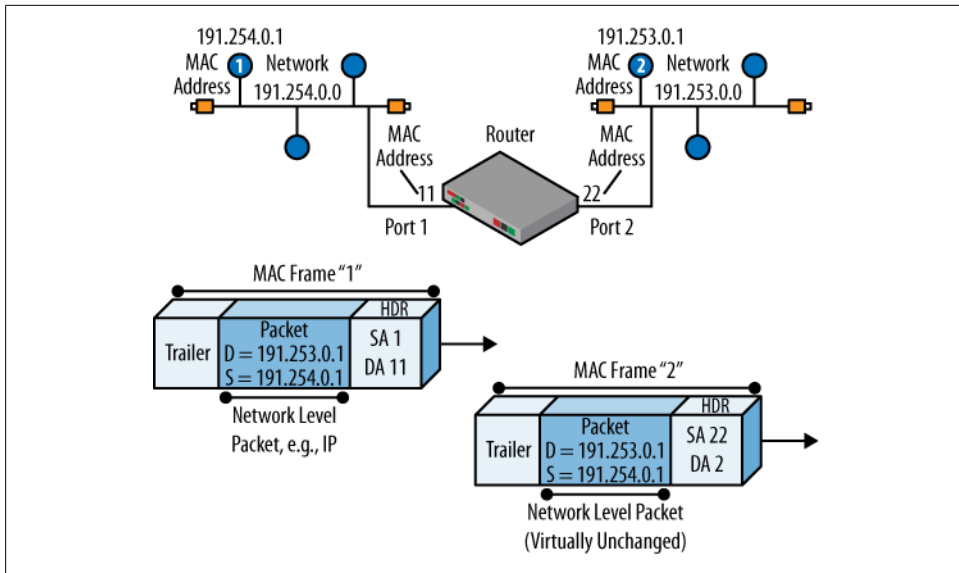 191.254.0.1
MAC
Address
1
Network
191.254.0.0
191.253.0.1
MAC
Address
2
Network
191.253.0.0
MAC
Address
11
Port 1
Router
MAC
Address
22
Port 2
MAC Frame “1”
HDR
Trailer
Packet
D = 191.253.0.1
S = 191.254.0.1
SA 1
DA 11
Network Level
Packet, e.g., IP
MAC Frame “2”
HDR
Trailer
Packet
D = 191.253.0.1
S = 191.254.0.1
SA 22
DA 2
Network Level Packet
(Virtually Unchanged)